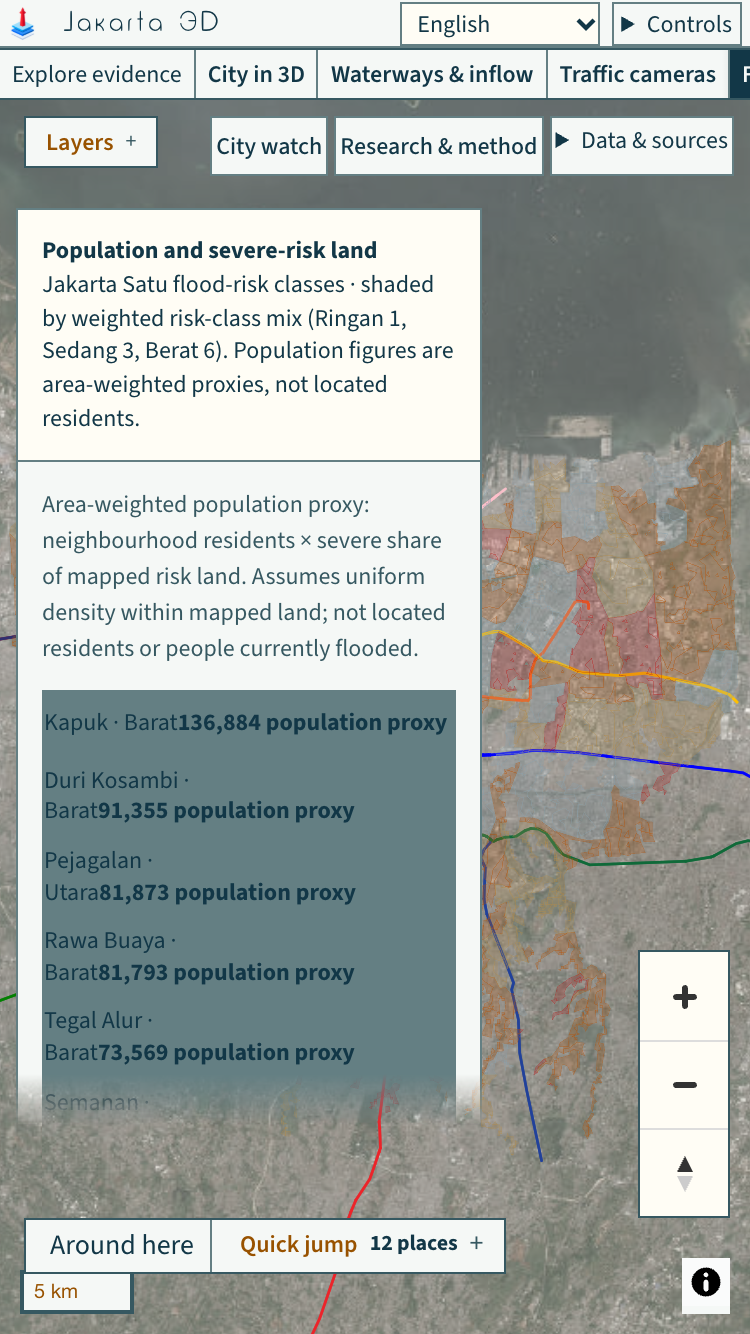 Jakarta 3D
English
Controls
Explore evidence
City in 3D
Waterways & inflow
Traffic cameras
Layers +
City watch
Research & method
Data & sources
Population and severe-risk land
Jakarta Satu flood-risk classes · shaded
by weighted risk-class mix (Ringan 1,
Sedang 3, Berat 6). Population figures are
area-weighted proxies, not located
residents.
Area-weighted population proxy:
neighbourhood residents × severe share
of mapped risk land. Assumes uniform
density within mapped land; not located
residents or people currently flooded.
Kapuk · Barat136,884 population proxy
Duri Kosambi ·
Barat91,355 population proxy
Pejagalan ·
Utara81,873 population proxy
Rawa Buaya ·
Barat81,793 population proxy
Tegal Alur ·
Barat73,569 population proxy
Semanan ·
Around here
Quick jump 12 places +
5 km